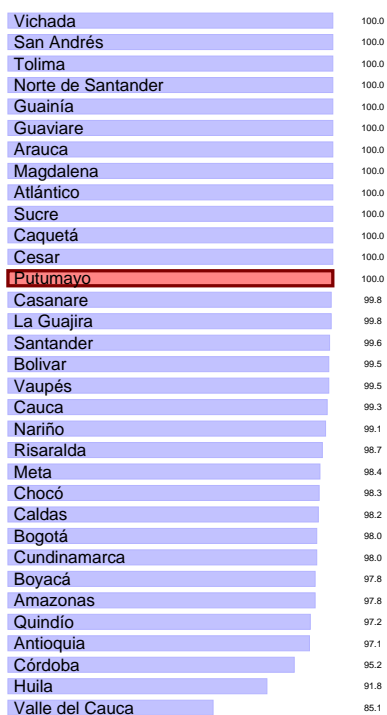 Vichada 100.0
San Andrés 100.0
Tolima 100.0
Norte de Santander 100.0
Guainía 100.0
Guaviare 100.0
Arauca 100.0
Magdalena 100.0
Atlántico 100.0
Sucre 100.0
Caquetá 100.0
Cesar 100.0
Putumayo 100.0
Casanare 99.8
La Guajira 99.8
Santander 99.6
Bolivar 99.5
Vaupés 99.5
Cauca 99.3
Nariño 99.1
Risaralda 98.7
Meta 98.4
Chocó 98.3
Caldas 98.2
Bogotá 98.0
Cundinamarca 98.0
Boyacá 97.8
Amazonas 97.8
Quindío 97.2
Antioquia 97.1
Córdoba 95.2
Huila 91.8
Valle del Cauca 85.1